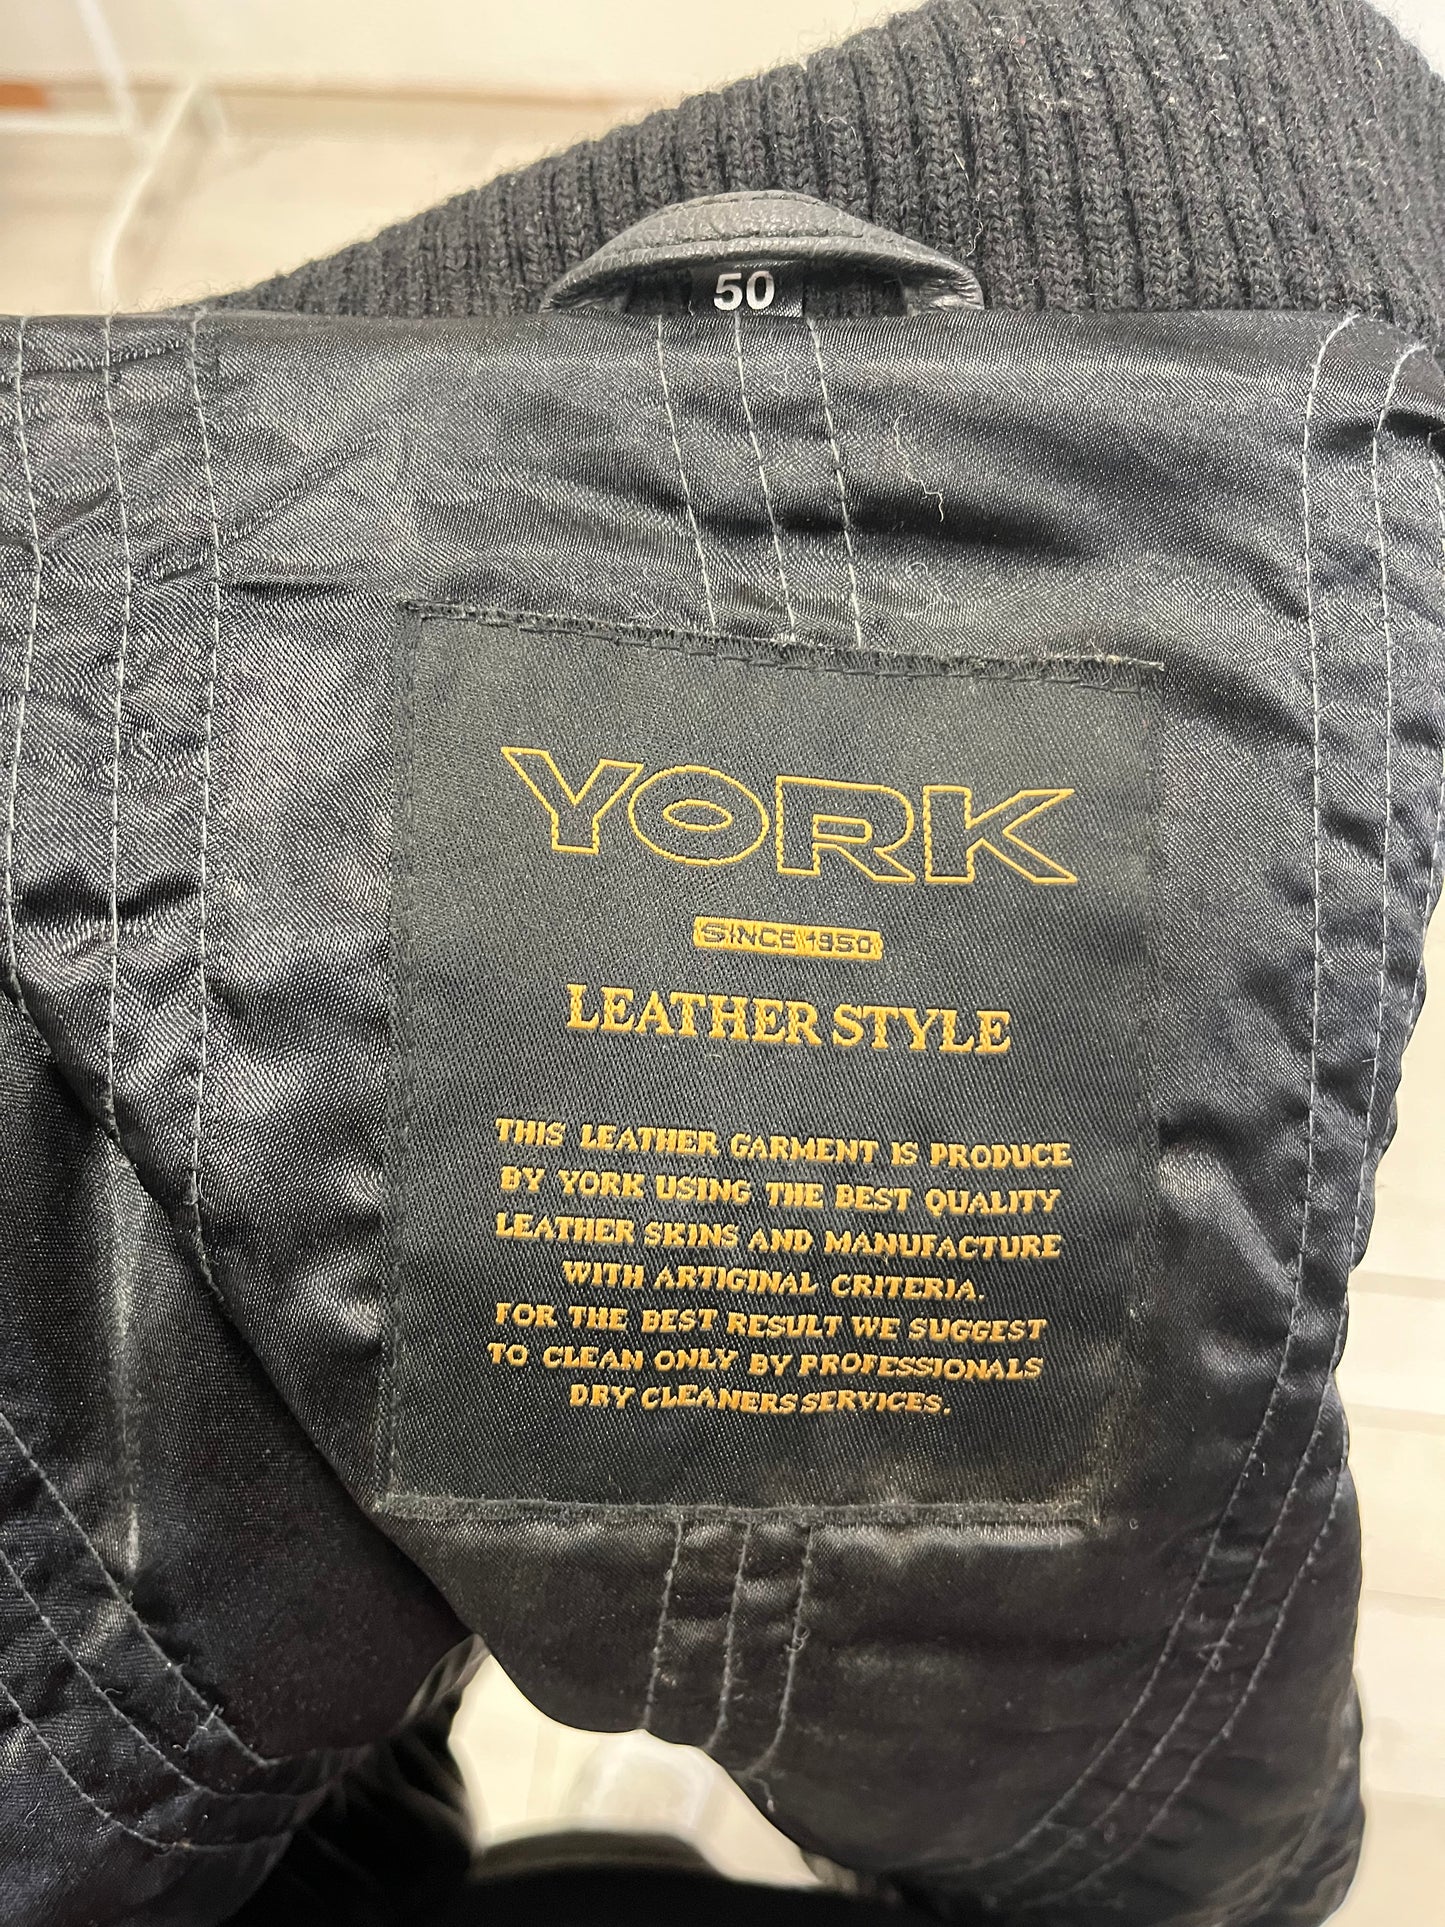 50
YORK
SINCE 1950
LEATHER STYLE
THIS LEATHER GARMENT IS PRODUCE
BY YORK USING THE BEST QUALITY
LEATHER SKINS AND MANUFACTURE
WITH ARTIGINAL CRITERIA.
FOR THE BEST RESULT WE SUGGEST
TO CLEAN ONLY BY PROFESSIONALS
DRY CLEANERS SERVICES.